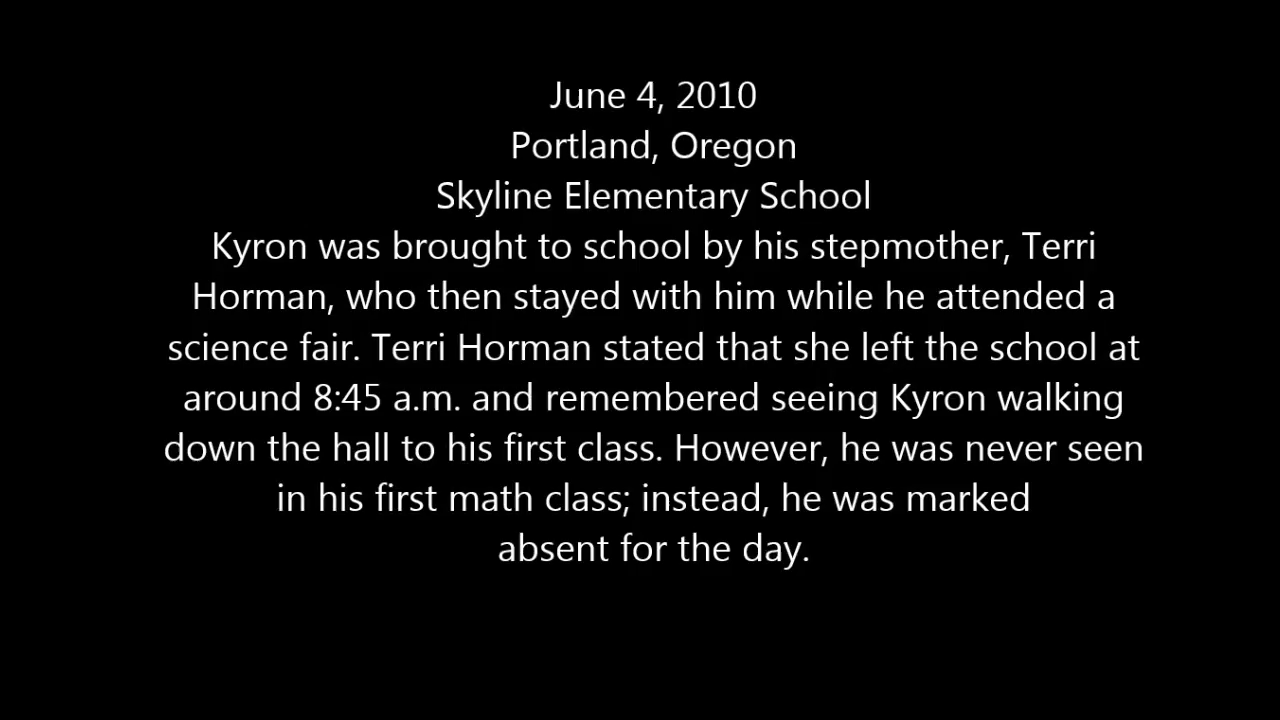 June 4, 2010
Portland, Oregon
Skyline Elementary School
Kyron was brought to school by his stepmother, Terri
Horman, who then stayed with him while he attended a
science fair. Terri Horman stated that she left the school at
around 8:45 a.m. and remembered seeing Kyron walking
down the hall to his first class. However, he was never seen
in his first math class; instead, he was marked
absent for the day.